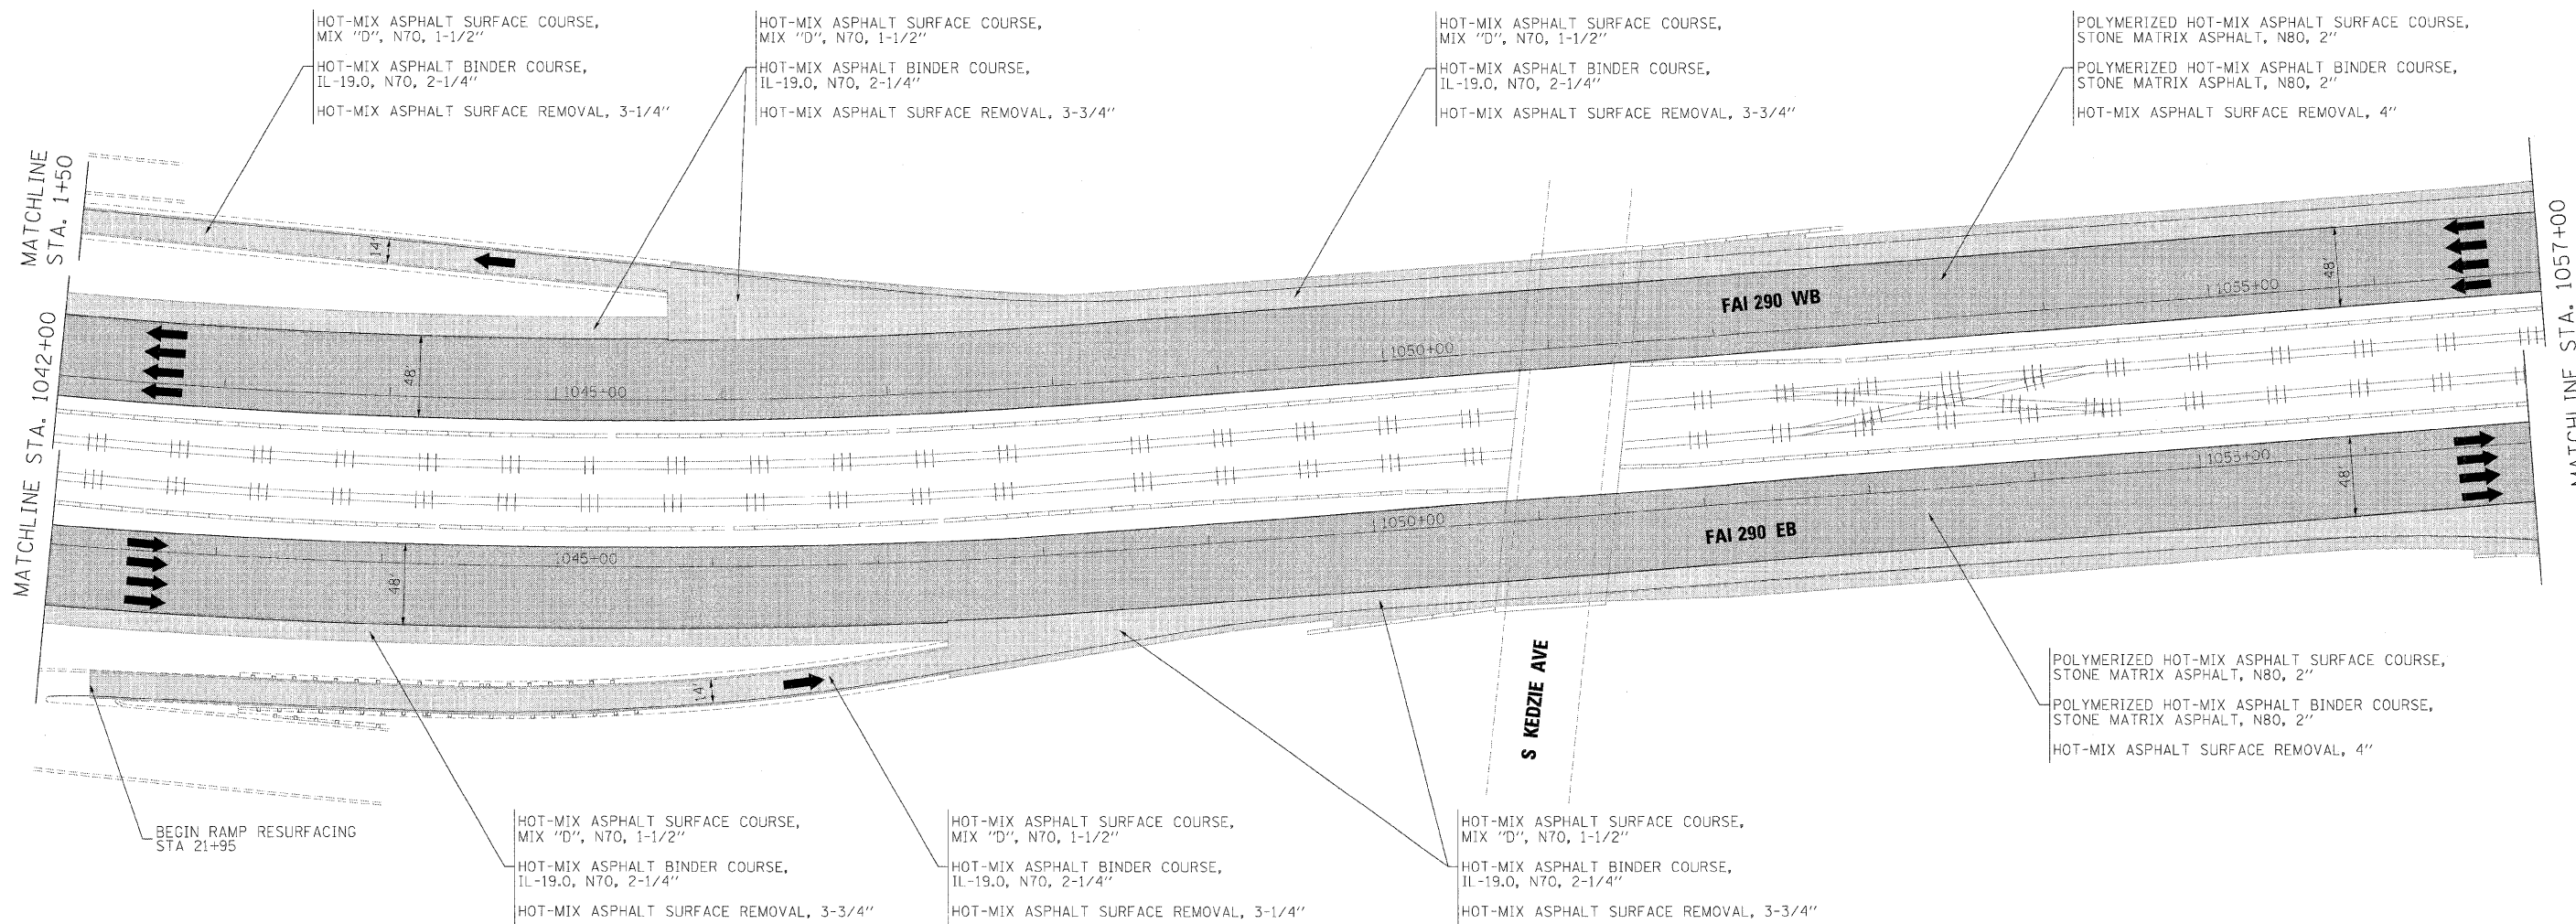 HOT-MIX ASPHALT SURFACE COURSE,
MIX "D", N70, 1-1/2"
HOT-MIX ASPHALT BINDER COURSE,
IL-19.0, N70, 2-1/4"
HOT-MIX ASPHALT SURFACE REMOVAL, 3-1/4"
HOT-MIX ASPHALT SURFACE COURSE,
MIX "D", N70, 1-1/2"
HOT-MIX ASPHALT BINDER COURSE,
IL-19.0, N70, 2-1/4"
HOT-MIX ASPHALT SURFACE REMOVAL, 3-3/4"
HOT-MIX ASPHALT SURFACE COURSE,
MIX "D", N70, 1-1/2"
HOT-MIX ASPHALT BINDER COURSE,
IL-19.0, N70, 2-1/4"
HOT-MIX ASPHALT SURFACE REMOVAL, 3-3/4"
POLYMERIZED HOT-MIX ASPHALT SURFACE COURSE,
STONE MATRIX ASPHALT, N80, 2"
POLYMERIZED HOT-MIX ASPHALT BINDER COURSE,
STONE MATRIX ASPHALT, N80, 2"
HOT-MIX ASPHALT SURFACE REMOVAL, 4"
MATCHLINE
STA. 1+50
MATCHLINE STA. 1042+00
MATCHLINE STA. 1057+00
14'
48'
1045+00
1050+00
FAI 290 WB
1055+00
48'
48'
1045+00
1050+00
FAI 290 EB
1055+00
48'
14'
S KEDZIE AVE
BEGIN RAMP RESURFACING
STA 21+95
HOT-MIX ASPHALT SURFACE COURSE,
MIX "D", N70, 1-1/2"
HOT-MIX ASPHALT BINDER COURSE,
IL-19.0, N70, 2-1/4"
HOT-MIX ASPHALT SURFACE REMOVAL, 3-3/4"
HOT-MIX ASPHALT SURFACE COURSE,
MIX "D", N70, 1-1/2"
HOT-MIX ASPHALT BINDER COURSE,
IL-19.0, N70, 2-1/4"
HOT-MIX ASPHALT SURFACE REMOVAL, 3-1/4"
HOT-MIX ASPHALT SURFACE COURSE,
MIX "D", N70, 1-1/2"
HOT-MIX ASPHALT BINDER COURSE,
IL-19.0, N70, 2-1/4"
HOT-MIX ASPHALT SURFACE REMOVAL, 3-3/4"
POLYMERIZED HOT-MIX ASPHALT SURFACE COURSE,
STONE MATRIX ASPHALT, N80, 2"
POLYMERIZED HOT-MIX ASPHALT BINDER COURSE,
STONE MATRIX ASPHALT, N80, 2"
HOT-MIX ASPHALT SURFACE REMOVAL, 4"